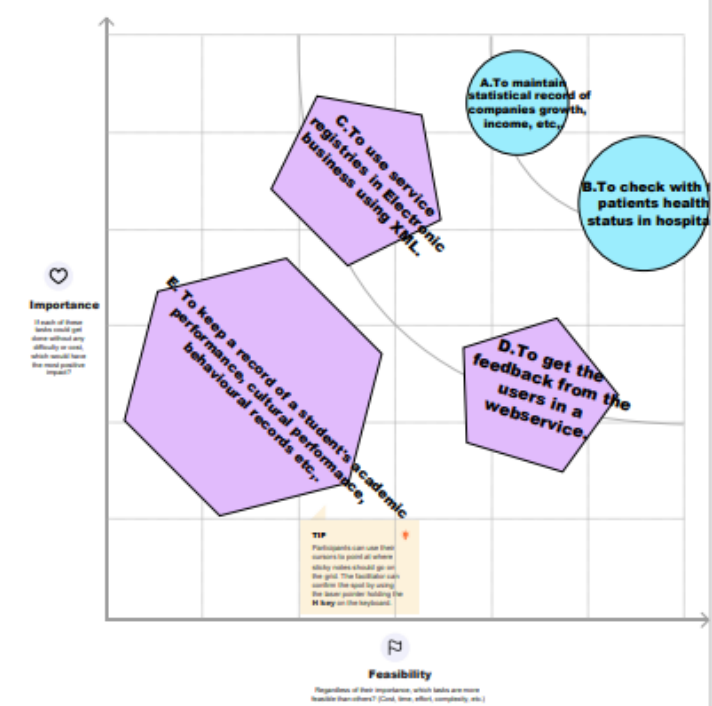 A.To maintain
statistical record of
companies growth,
income, etc,.
B.To check with
patients health
status in hospita
C.To use service
registries in Electronic
business using XML.
E. To keep a record of a student's academic
performance, cultural performance,
behavioural records etc,.
D.To get the
feedback from the
users in a
webservice.
Importance
If each of these
tasks could get
done without any
difficulty or cost,
which would have
the most positive
impact?
TIP
Participants can use their
cursors to point at where
sticky notes should go on
the grid. The facilitator can
confirm the spot by using
the laser pointer holding the
H key on the keyboard.
Feasibility
Regardless of their importance, which tasks are more
feasible than others? (Cost, time, effort, complexity, etc.)